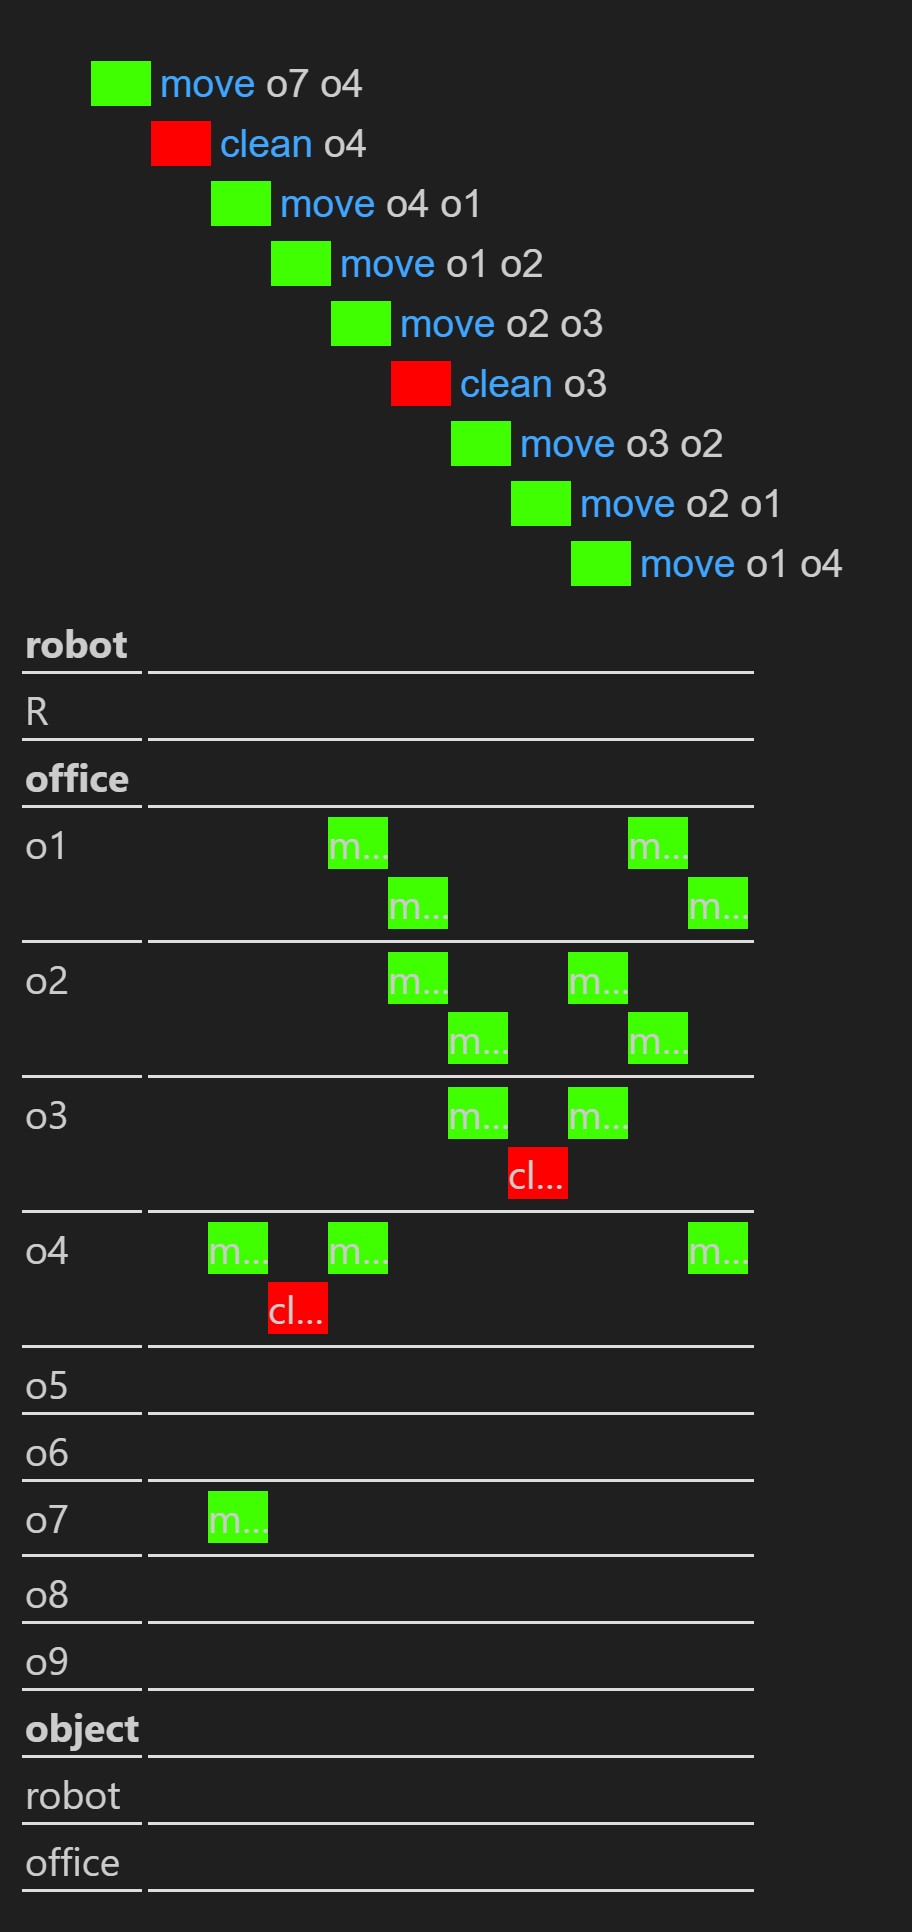 move o7 o4
clean o4
move o4 o1
move o1 o2
move o2 o3
clean o3
move o3 o2
move o2 o1
move o1 o4
robot
R
office
o1 m... m...
m... m...
o2 m... m...
m... m...
o3 m... m...
cl...
o4 m... m... m...
cl...
o5
o6
o7 m...
o8
o9
object
robot
office